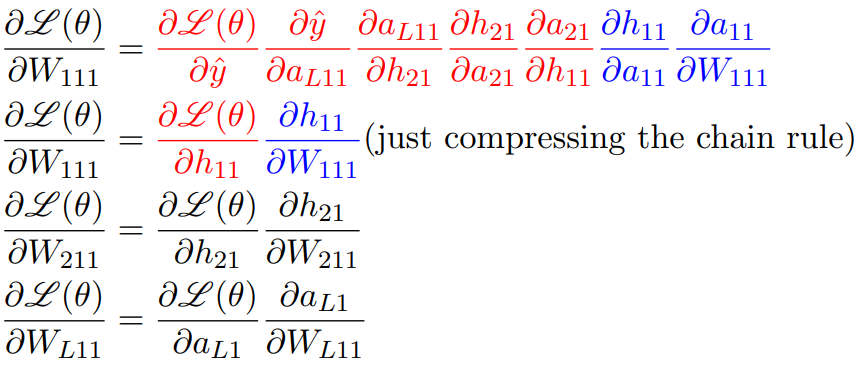 ∂ℒ(θ)/∂W₁₁₁ = ∂ℒ(θ)/∂ŷ ∂ŷ/∂a_{L11} ∂a_{L11}/∂h₂₁ ∂h₂₁/∂a₂₁ ∂a₂₁/∂h₁₁ ∂h₁₁/∂a₁₁ ∂a₁₁/∂W₁₁₁
∂ℒ(θ)/∂W₁₁₁ = ∂ℒ(θ)/∂h₁₁ ∂h₁₁/∂W₁₁₁ (just compressing the chain rule)
∂ℒ(θ)/∂W₂₁₁ = ∂ℒ(θ)/∂h₂₁ ∂h₂₁/∂W₂₁₁
∂ℒ(θ)/∂W_{L11} = ∂ℒ(θ)/∂a_{L1} ∂a_{L1}/∂W_{L11}